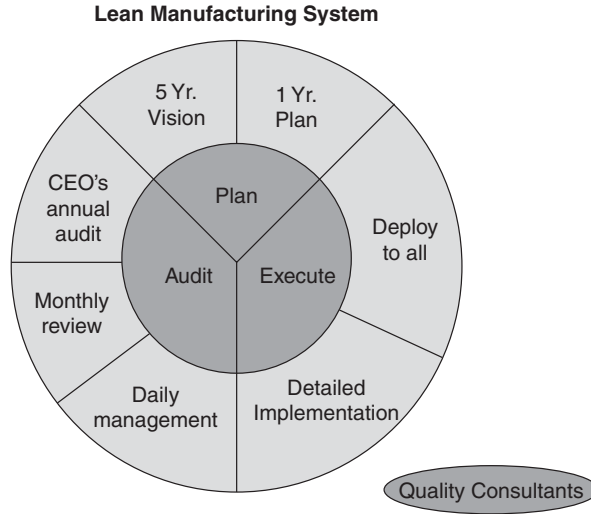 Lean Manufacturing System
5 Yr.
Vision
1 Yr.
Plan
CEO's
annual
audit
Plan
Deploy
to all
Audit
Execute
Monthly
review
Daily
management
Detailed
Implementation
Quality Consultants